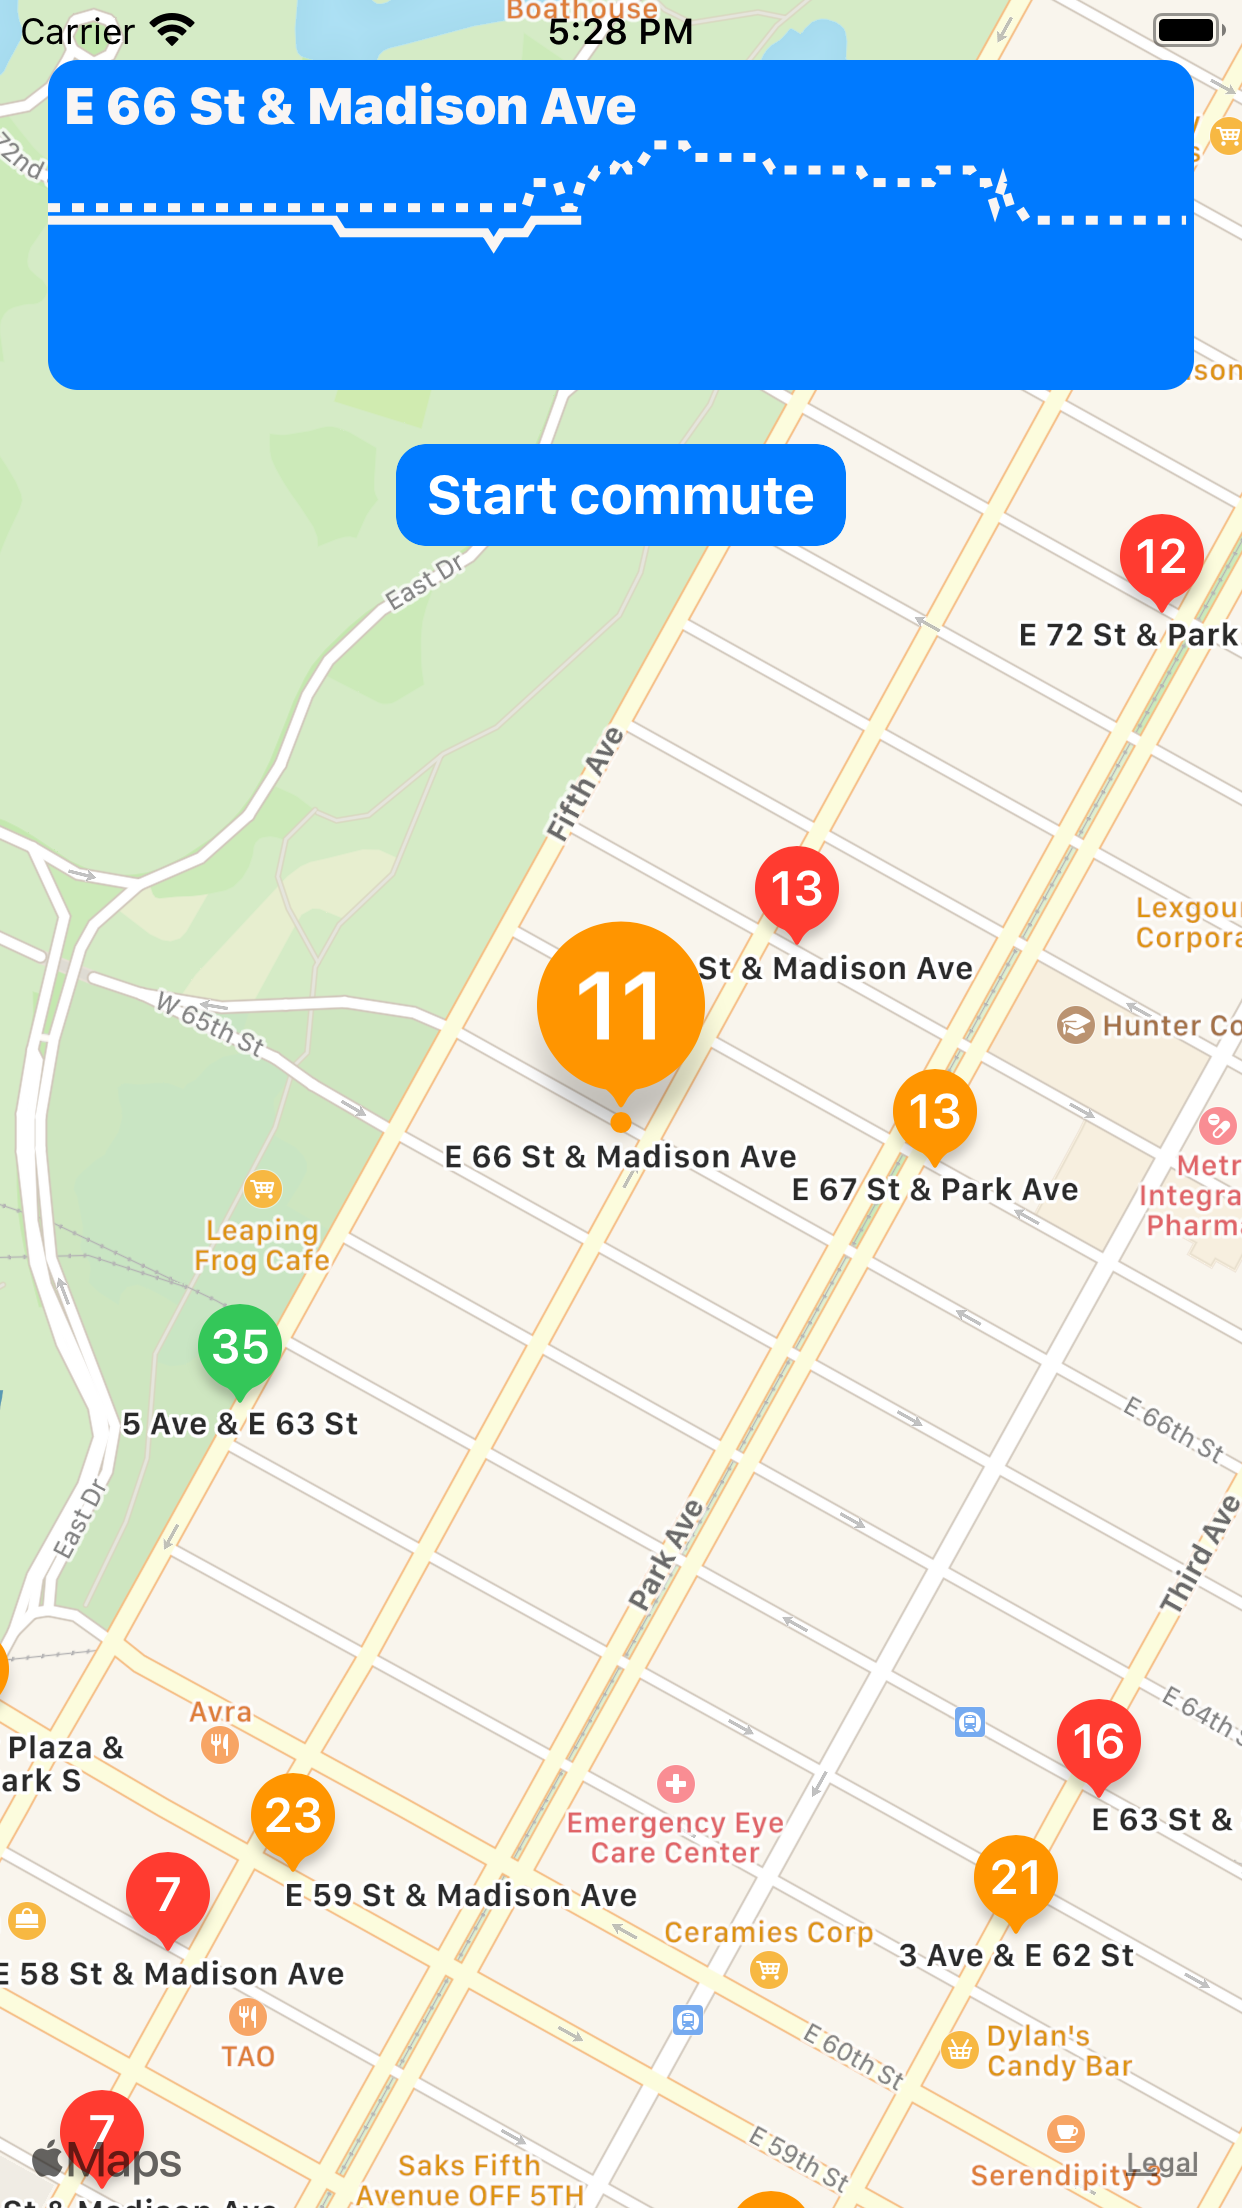 Boathouse
Carrier
5:28 PM
E 66 St & Madison Ave
72nd
son
Start commute
East Dr
12
E 72 St & Park
Fifth Ave
13
St & Madison Ave
Lexgour
Corpora
11
W 65th St
Hunter Co
13
E 66 St & Madison Ave
E 67 St & Park Ave
Metr
Integra
Pharma
Leaping
Frog Cafe
35
5 Ave & E 63 St
E 66th St
East Dr
Park Ave
Third Ave
E 64th S
Avra
16
Plaza &
ark S
23
Emergency Eye
Care Center
E 63 St &
21
7
E 59 St & Madison Ave
Ceramies Corp
3 Ave & E 62 St
E 58 St & Madison Ave
TAO
E 60th St
Dylan's
Candy Bar
7
Maps
E 59th St
Saks Fifth
Avenue OFF 5TH
Legal
Serendipity 3
St & Madison Ave